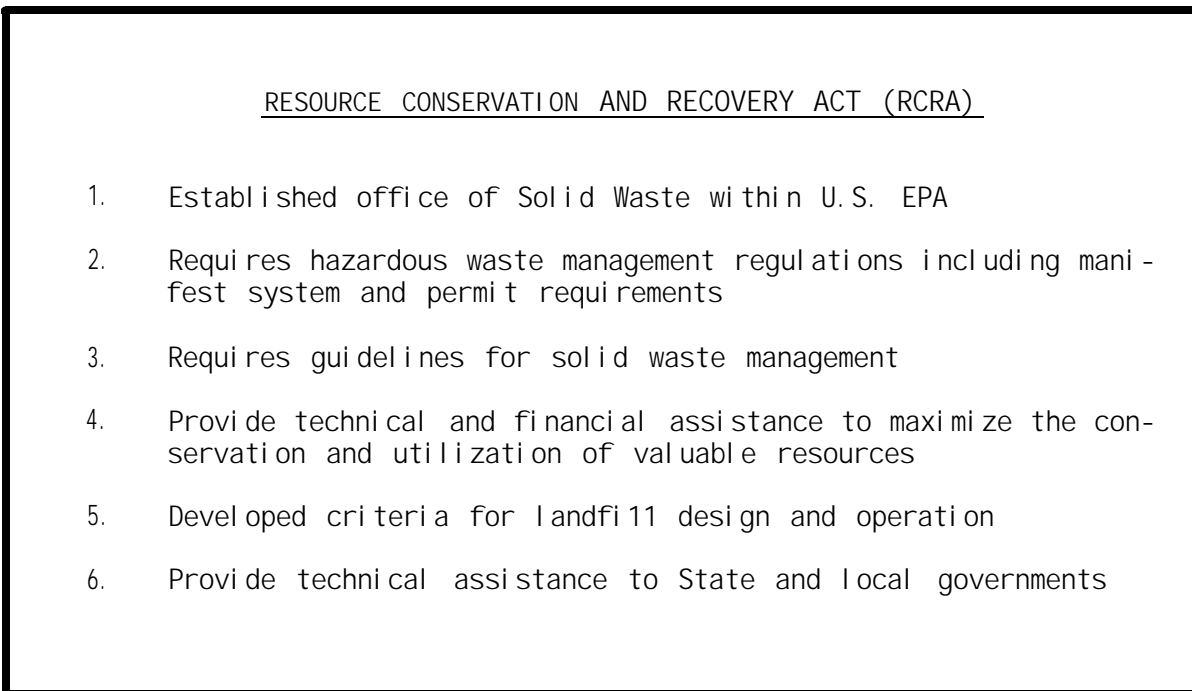 RESOURCE CONSERVATION AND RECOVERY ACT (RCRA)
1. Established office of Solid Waste within U.S. EPA
2. Requires hazardous waste management regulations including mani-
fest system and permit requirements
3. Requires guidelines for solid waste management
4. Provide technical and financial assistance to maximize the con-
servation and utilization of valuable resources
5. Developed criteria for landfi11 design and operation
6. Provide technical assistance to State and local governments